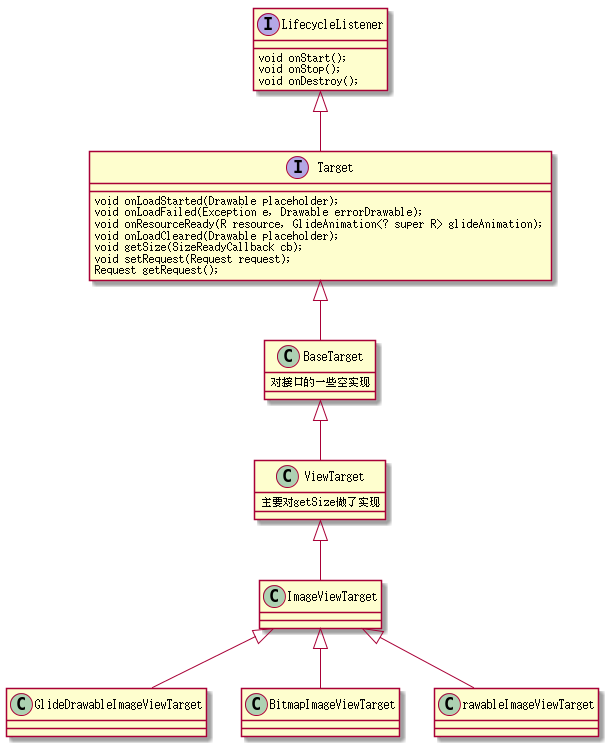 I LifecycleListener
void onStart();
void onStop();
void onDestroy();
I Target
void onLoadStarted(Drawable placeholder);
void onLoadFailed(Exception e, Drawable errorDrawable);
void onResourceReady(R resource, GlideAnimation<? super R> glideAnimation);
void onLoadCleared(Drawable placeholder);
void getSize(SizeReadyCallback cb);
void setRequest(Request request);
Request getRequest();
C BaseTarget
对接口的一些空实现
C ViewTarget
主要对getSize做了实现
C ImageViewTarget
C GlideDrawableImageViewTarget
C BitmapImageViewTarget
C rawableImageViewTarget